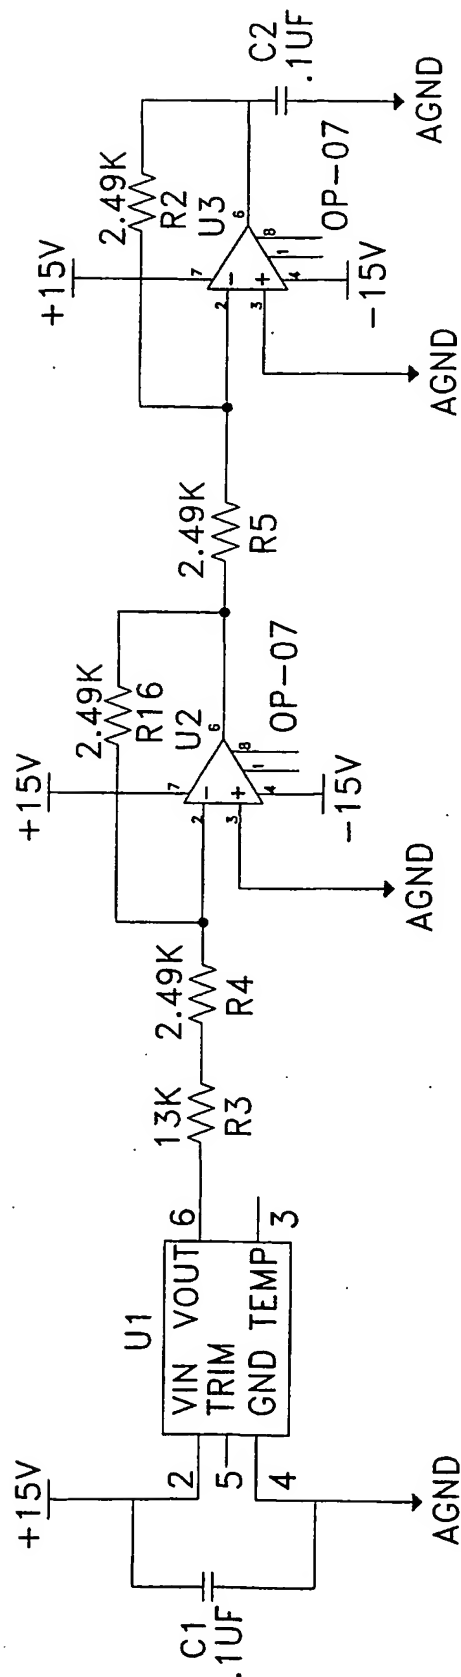 +15V
C1
.1UF
2
5
4
AGND
U1
VIN VOUT
TRIM
GND TEMP
6
3
13K
R3
2.49K
R4
2.49K
R16
+15V
U2
7
2
-
3
+
6
8
1
4
OP-07
-15V
AGND
2.49K
R5
2.49K
R2
+15V
U3
7
2
-
3
+
6
8
1
4
OP-07
-15V
AGND
C2
.1UF
AGND